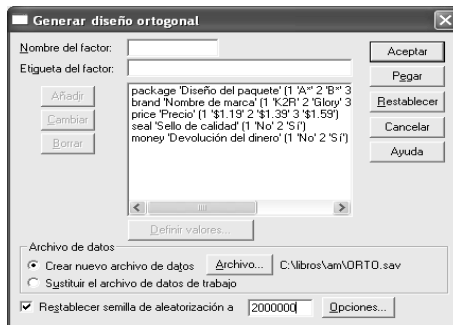 Generar diseño ortogonal
Nombre del factor:
Etiqueta del factor:
Aceptar
Pegar
Restablecer
Cancelar
Ayuda
Añadir
Cambiar
Borrar
package 'Diseño del paquete' (1 'A*' 2 'B*' 3
brand 'Nombre de marca' (1 'K2R' 2 'Glory' 3
price 'Precio' (1 '$1.19' 2 '$1.39' 3 '$1.59')
seal 'Sello de calidad' (1 'No' 2 'Sí')
money 'Devolución del dinero' (1 'No' 2 'Sí')
Definir valores...
Archivo de datos
Crear nuevo archivo de datos Archivo... C:\libros\am\ORTO.sav
Sustituir el archivo de datos de trabajo
Restablecer semilla de aleatorización a 2000000 Opciones...